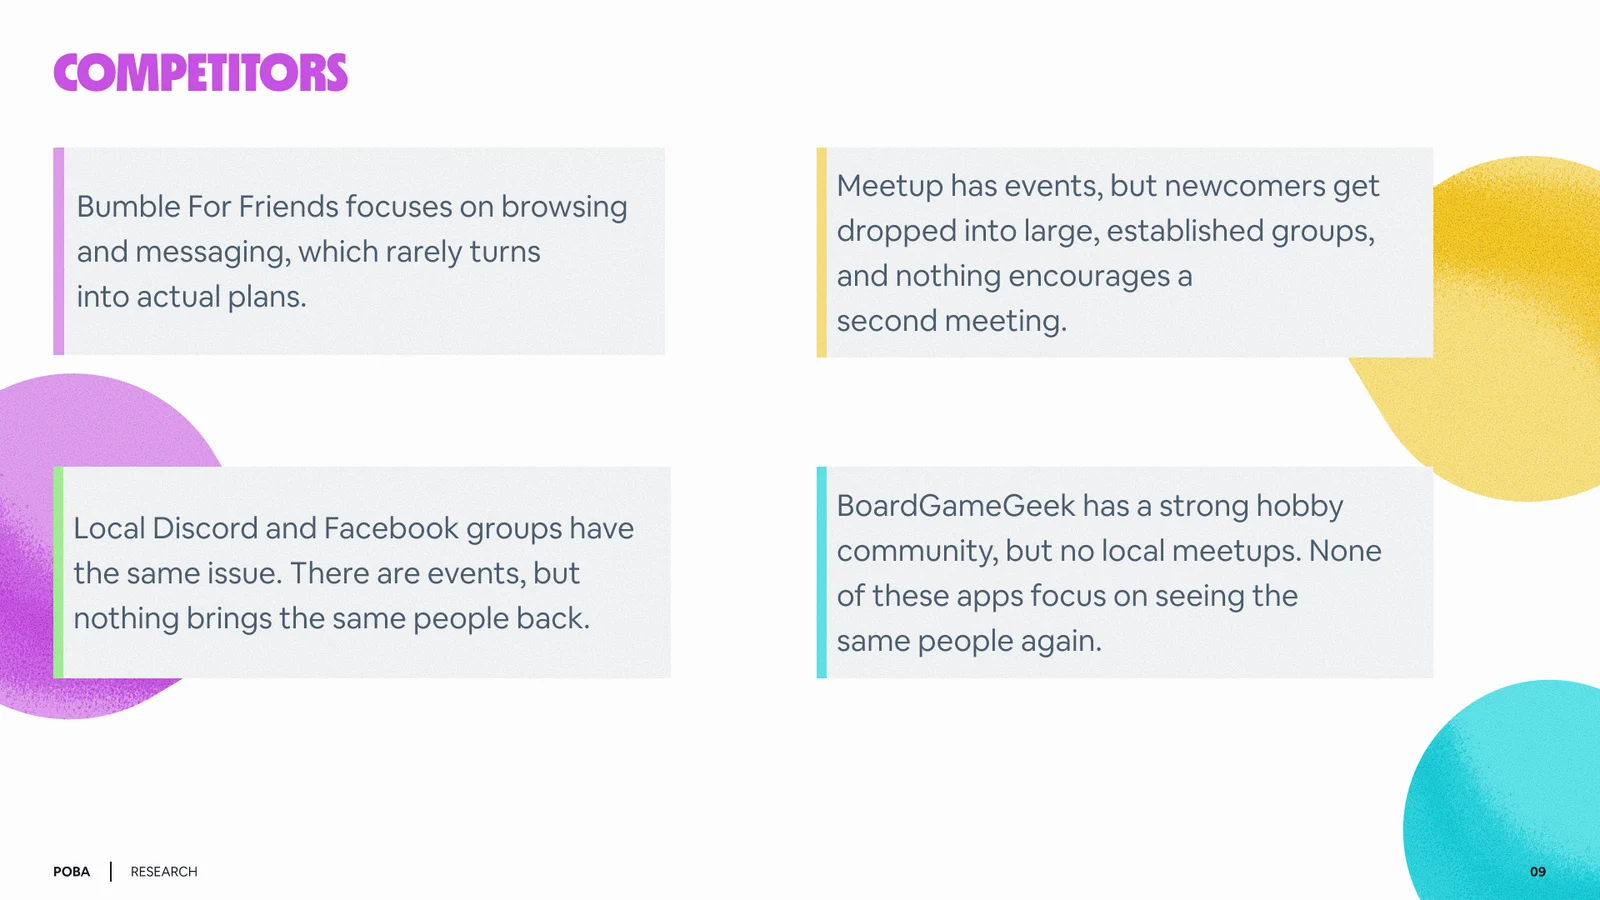 COMPETITORS
Bumble For Friends focuses on browsing
and messaging, which rarely turns
into actual plans.
Meetup has events, but newcomers get
dropped into large, established groups,
and nothing encourages a
second meeting.
Local Discord and Facebook groups have
the same issue. There are events, but
nothing brings the same people back.
BoardGameGeek has a strong hobby
community, but no local meetups. None
of these apps focus on seeing the
same people again.
POBA | RESEARCH
09